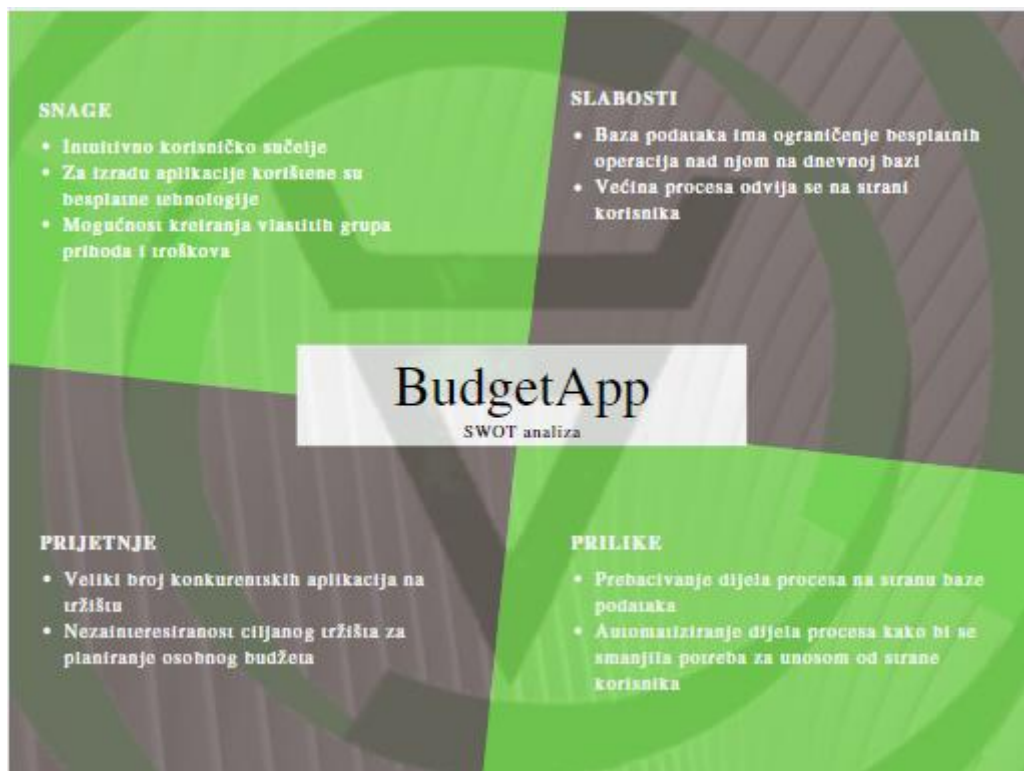 SNAGE
• Intuitivno korisničko sučelje
• Za izradu aplikacije korištene su
besplatne tehnologije
• Mogućnost kreiranja vlastitih grupa
prihoda i troškova
SLABOSTI
• Baza podataka ima ograničenje besplatnih
operacija nad njom na dnevnoj bazi
• Većina procesa odvija se na strani
korisnika
BudgetApp
SWOT analiza
PRIJETNJE
• Veliki broj konkurentskih aplikacija na
tržištu
• Nezainteresiranost ciljanog tržišta za
planiranje osobnog budžeta
PRILIKE
• Prebacivanje dijela procesa na stranu baze
podataka
• Automatiziranje dijela procesa kako bi se
smanjila potreba za unosom od strane
korisnika